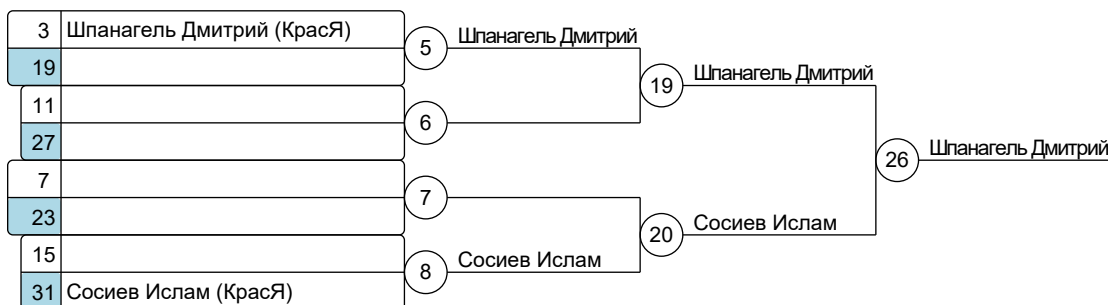 3 Шпанагель Дмитрий (КрасЯ)
19
11
27
7
23
15
31 Сосиев Ислам (КрасЯ)
5 Шпанагель Дмитрий
6
7
8 Сосиев Ислам
19 Шпанагель Дмитрий
20 Сосиев Ислам
26 Шпанагель Дмитрий